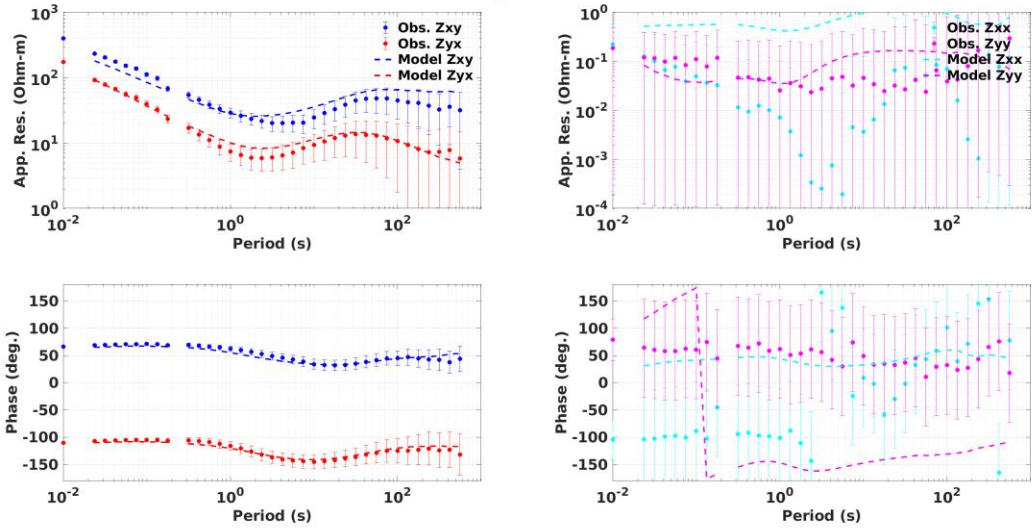 10^3
10^2
10^1
10^0
App. Res. (Ohm-m)
Obs. Zxy
Obs. Zyx
Model Zxy
Model Zyx
10^-2
10^0
10^2
Period (s)
10^0
10^-1
10^-2
10^-3
10^-4
App. Res. (Ohm-m)
Obs. Zxx
Obs. Zyy
Model Zxx
Model Zyy
10^-2
10^0
10^2
Period (s)
150
100
50
0
-50
-100
-150
Phase (deg.)
10^-2
10^0
10^2
Period (s)
150
100
50
0
-50
-100
-150
Phase (deg.)
10^-2
10^0
10^2
Period (s)